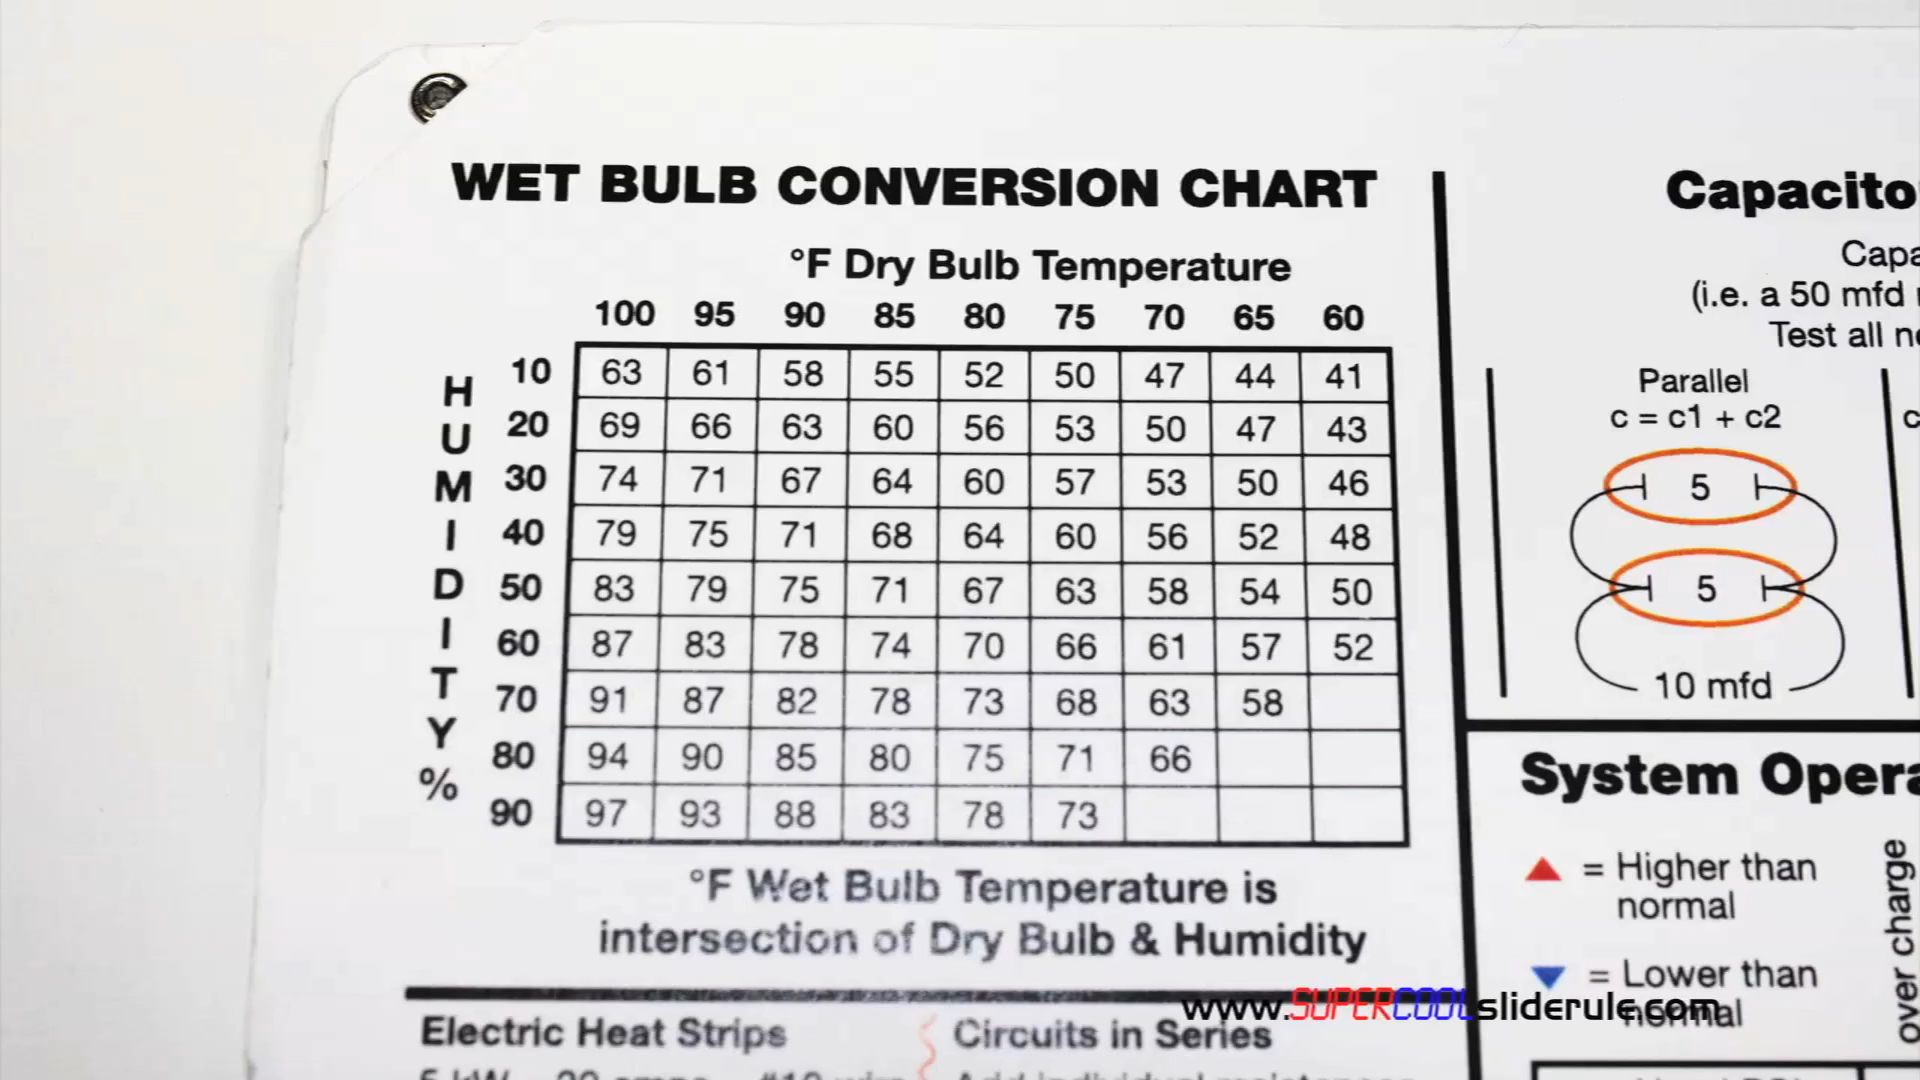 WET BULB CONVERSION CHART
°F Dry Bulb Temperature
100 95 90 85 80 75 70 65 60
HUMIDITY %
10 63 61 58 55 52 50 47 44 41
20 69 66 63 60 56 53 50 47 43
30 74 71 67 64 60 57 53 50 46
40 79 75 71 68 64 60 56 52 48
50 83 79 75 71 67 63 58 54 50
60 87 83 78 74 70 66 61 57 52
70 91 87 82 78 73 68 63 58
80 94 90 85 80 75 71 66
90 97 93 88 83 78 73
°F Wet Bulb Temperature is
intersection of Dry Bulb & Humidity
Electric Heat Strips
Circuits in Series
Capacito
Capa
(i.e. a 50 mfd
Test all
Parallel
c = c1 + c2
c
5
5
10 mfd
System Opera
= Higher than
normal
= Lower than
normal
over charge
www.SUPERCOOLsliderule.com